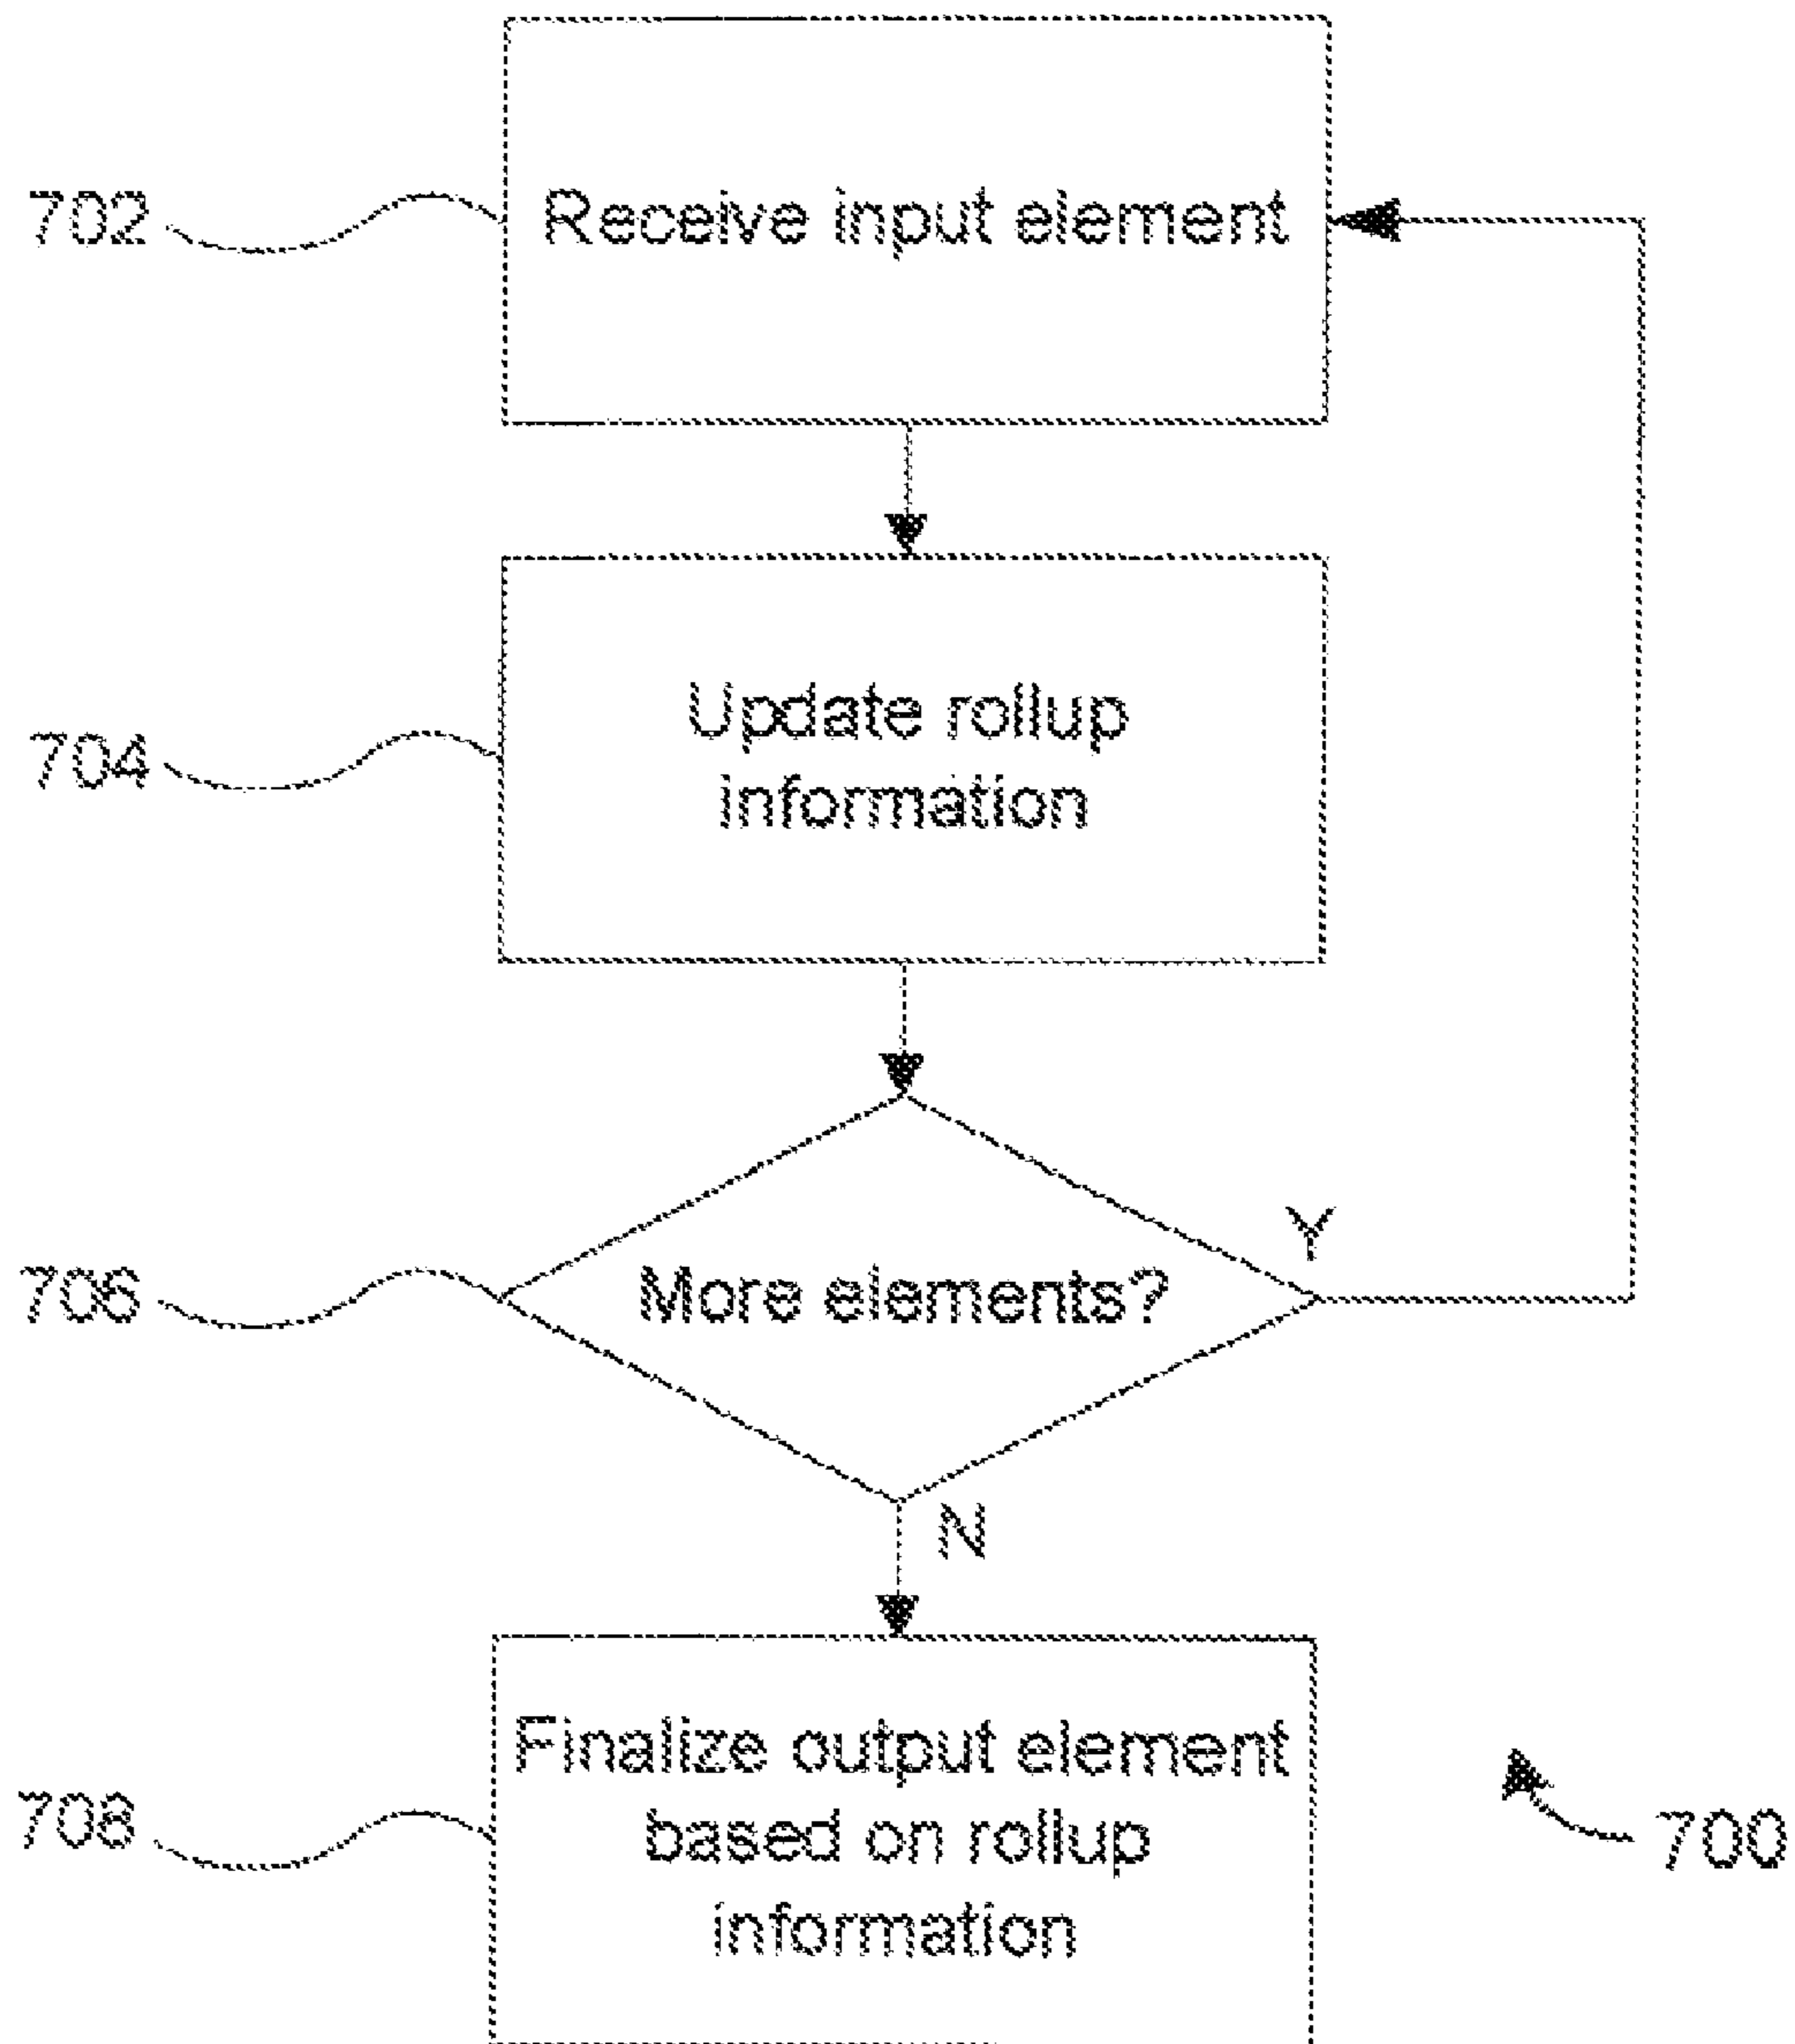 702
Receive input element
704
Update rollup
information
706
More elements?
Y
N
708
Finalize output element
based on rollup
information
700